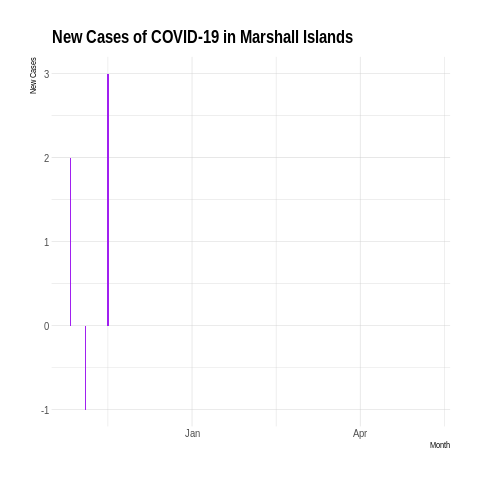 New Cases of COVID-19 in Marshall Islands
New Cases
3
2
1
0
-1
Jan
Apr
Month